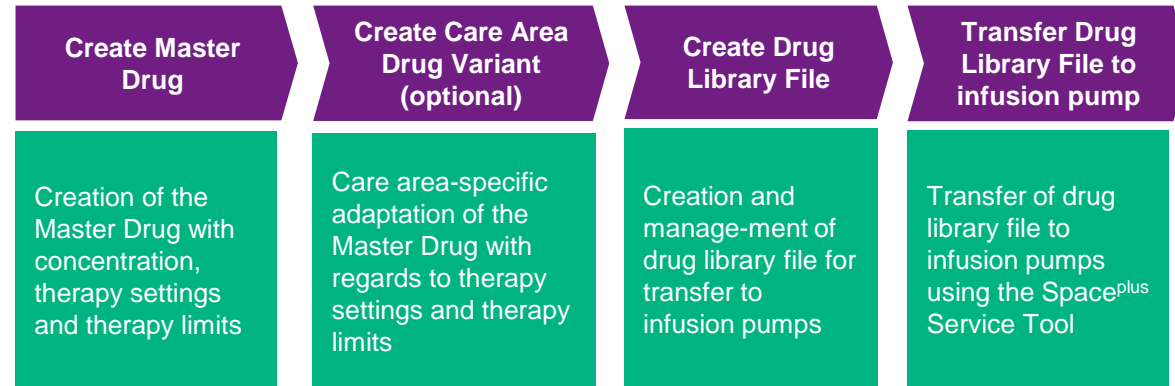 Create Master
Drug
Create Care Area
Drug Variant
(optional)
Create Drug
Library File
Transfer Drug
Library File to
infusion pump
Creation of the
Master Drug with
concentration,
therapy settings
and therapy limits
Care area-specific
adaptation of the
Master Drug with
regards to therapy
settings and therapy
limits
Creation and
manage-ment of
drug library file for
transfer to
infusion pumps
Transfer of drug
library file to
infusion pumps
using the Spaceplus
Service Tool